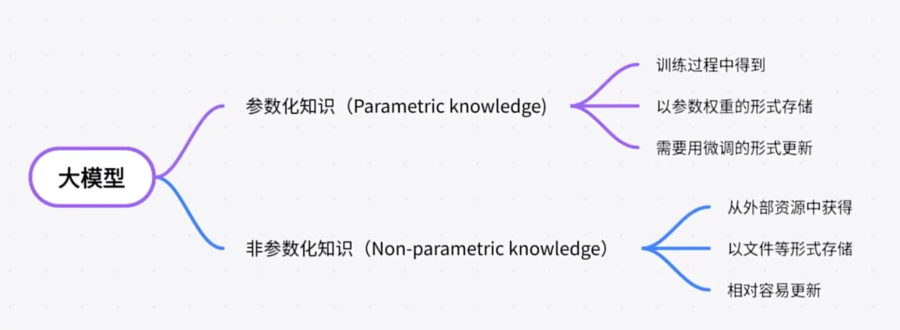 大模型
参数化知识（Parametric knowledge)
训练过程中得到
以参数权重的形式存储
需要用微调的形式更新
非参数化知识（Non-parametric knowledge）
从外部资源中获得
以文件等形式存储
相对容易更新